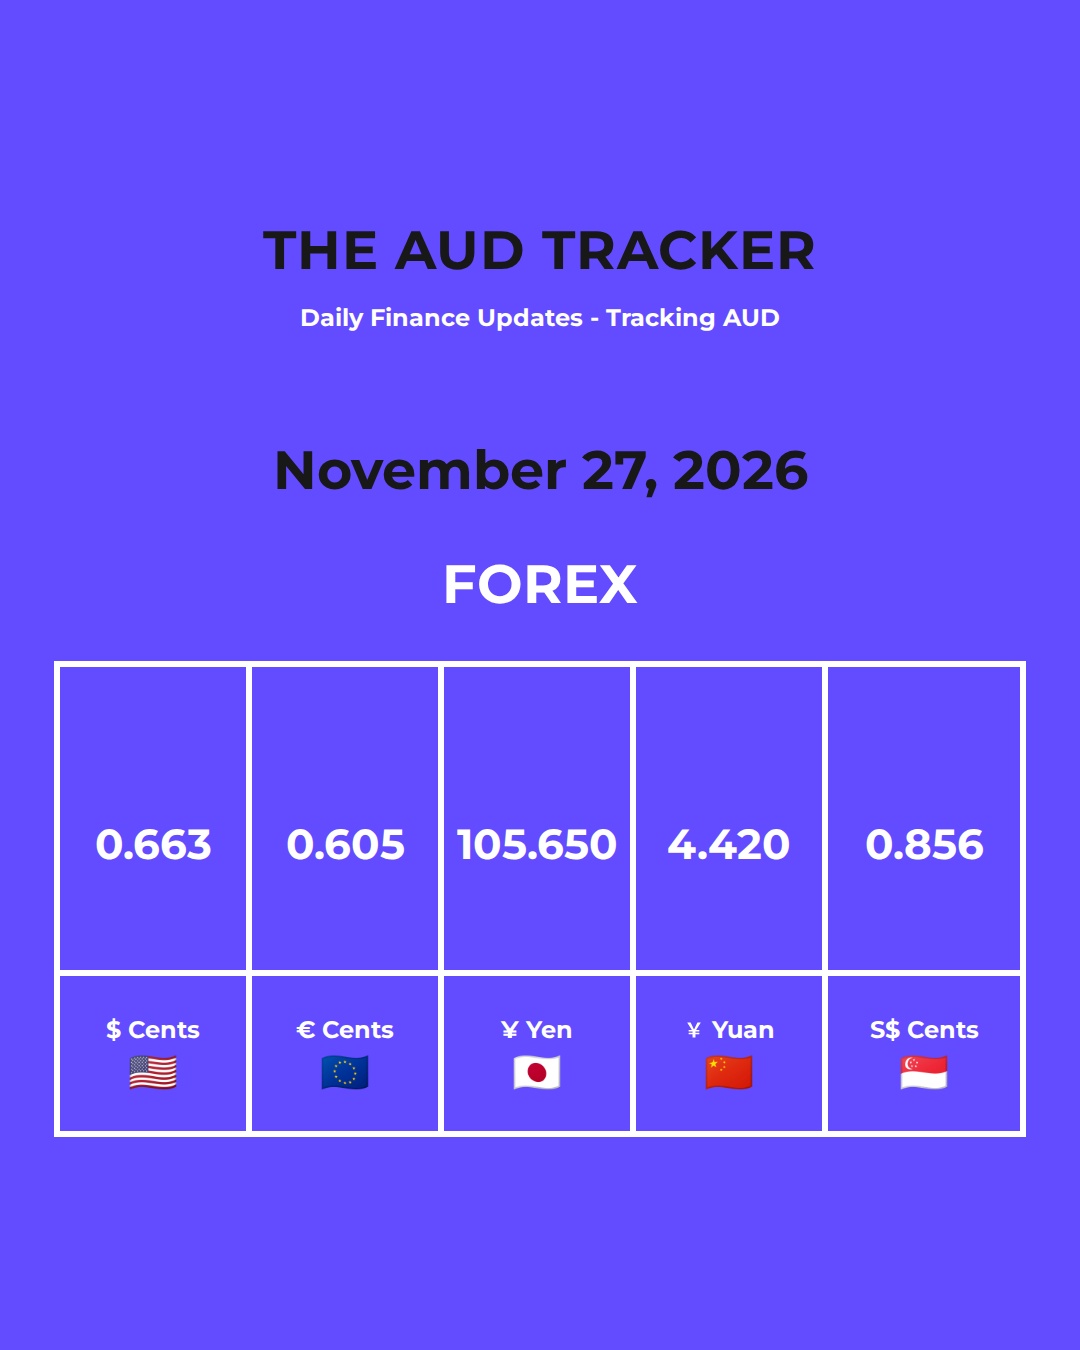 THE AUD TRACKER
Daily Finance Updates - Tracking AUD
November 27, 2026
FOREX
0.663 0.605 105.650 4.420 0.856
$ Cents € Cents ¥ Yen ¥ Yuan S$ Cents